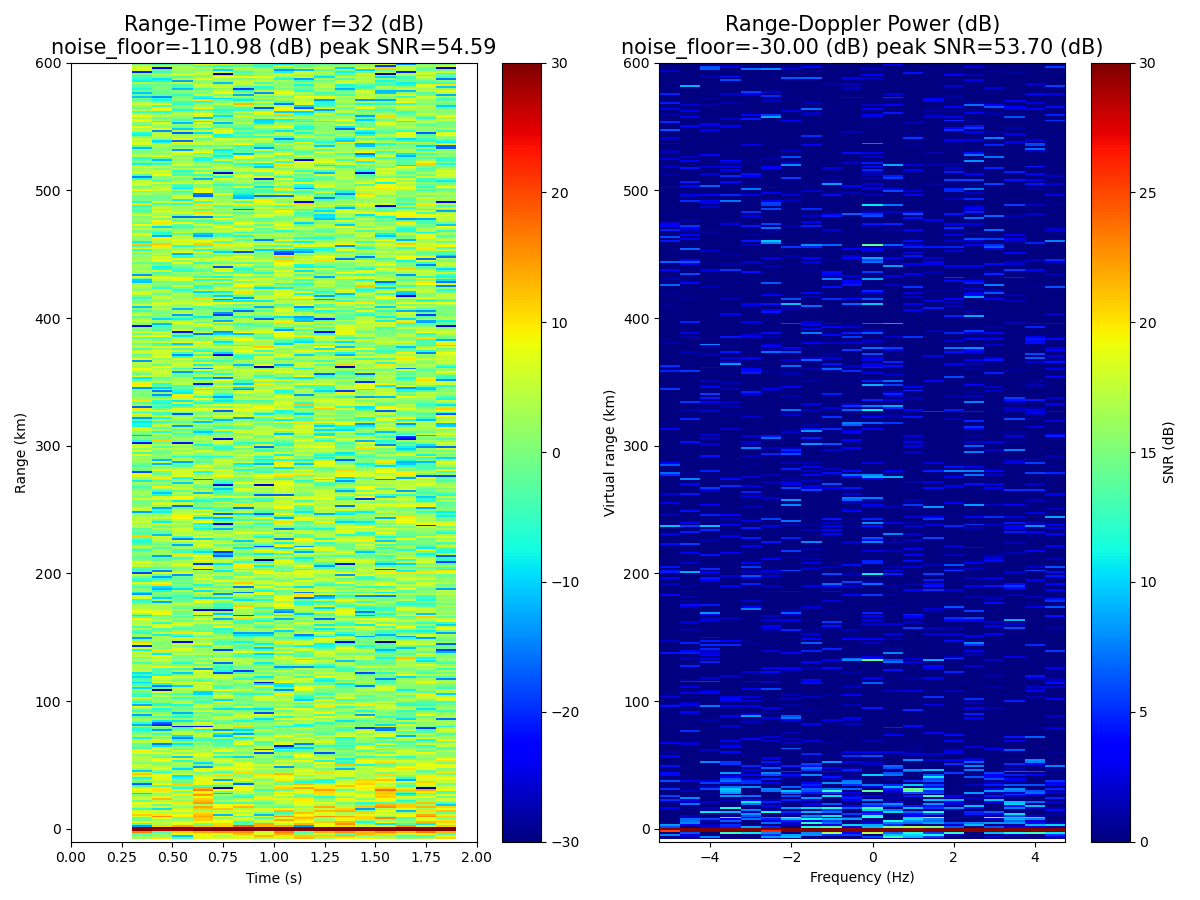 Range-Time Power f=32 (dB)
noise_floor=-110.98 (dB) peak SNR=54.59
600
500
400
300
200
100
0
Range (km)
0.00 0.25 0.50 0.75 1.00 1.25 1.50 1.75 2.00
Time (s)
30
20
10
0
−10
−20
−30
Range-Doppler Power (dB)
noise_floor=-30.00 (dB) peak SNR=53.70 (dB)
600
500
400
300
200
100
0
Virtual range (km)
−4 −2 0 2 4
Frequency (Hz)
30
25
20
15
10
5
0
SNR (dB)